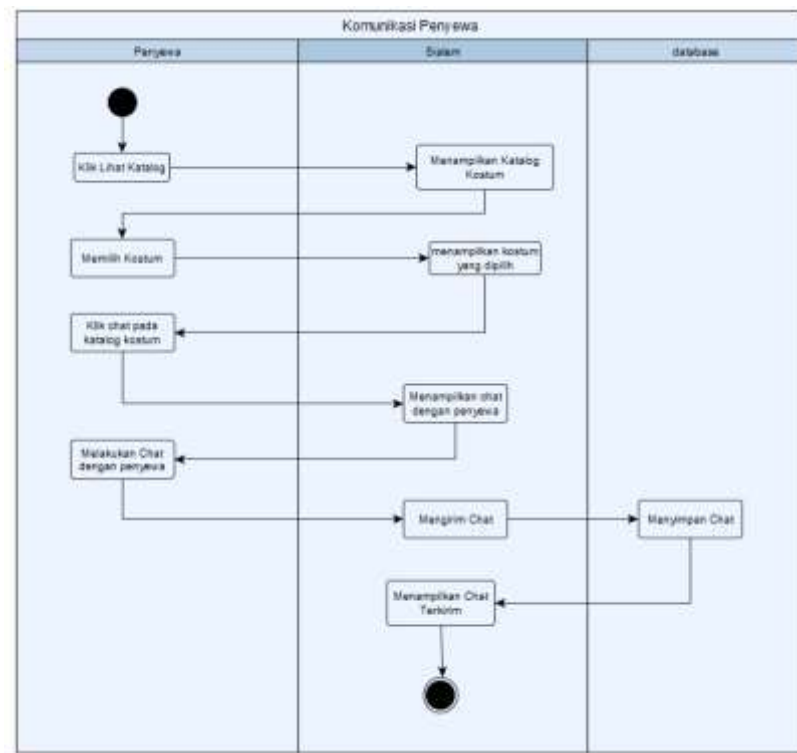 Komunikasi Penyewa
Penyewa
Sistem
database
Klik Lihat Katalog
Menampilkan Katalog
Kostum
Memilih Kostum
menampilkan kostum
yang dipilih
Klik chat pada
katalog kostum
Menampilkan chat
dengan penyewa
Melakukan Chat
dengan penyewa
Mengirim Chat
Menyimpan Chat
Menampilkan Chat
Terkirim